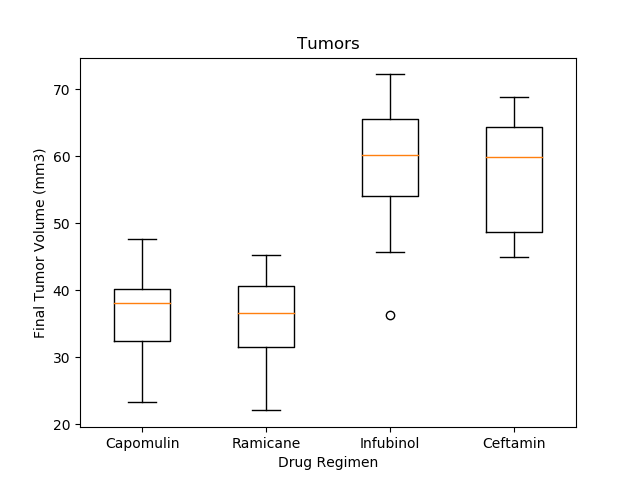 Tumors
Final Tumor Volume (mm3)
70
60
50
40
30
20
Capomulin Ramicane Infubinol Ceftamin
Drug Regimen